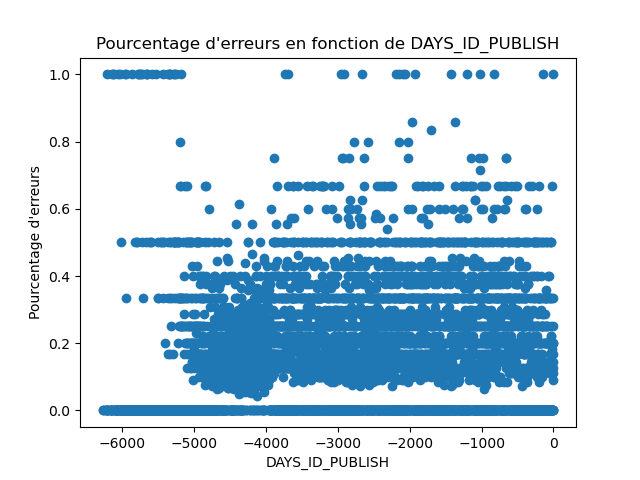 Pourcentage d'erreurs en fonction de DAYS_ID_PUBLISH
1.0
0.8
0.6
0.4
0.2
0.0
Pourcentage d'erreurs
−6000 −5000 −4000 −3000 −2000 −1000 0
DAYS_ID_PUBLISH